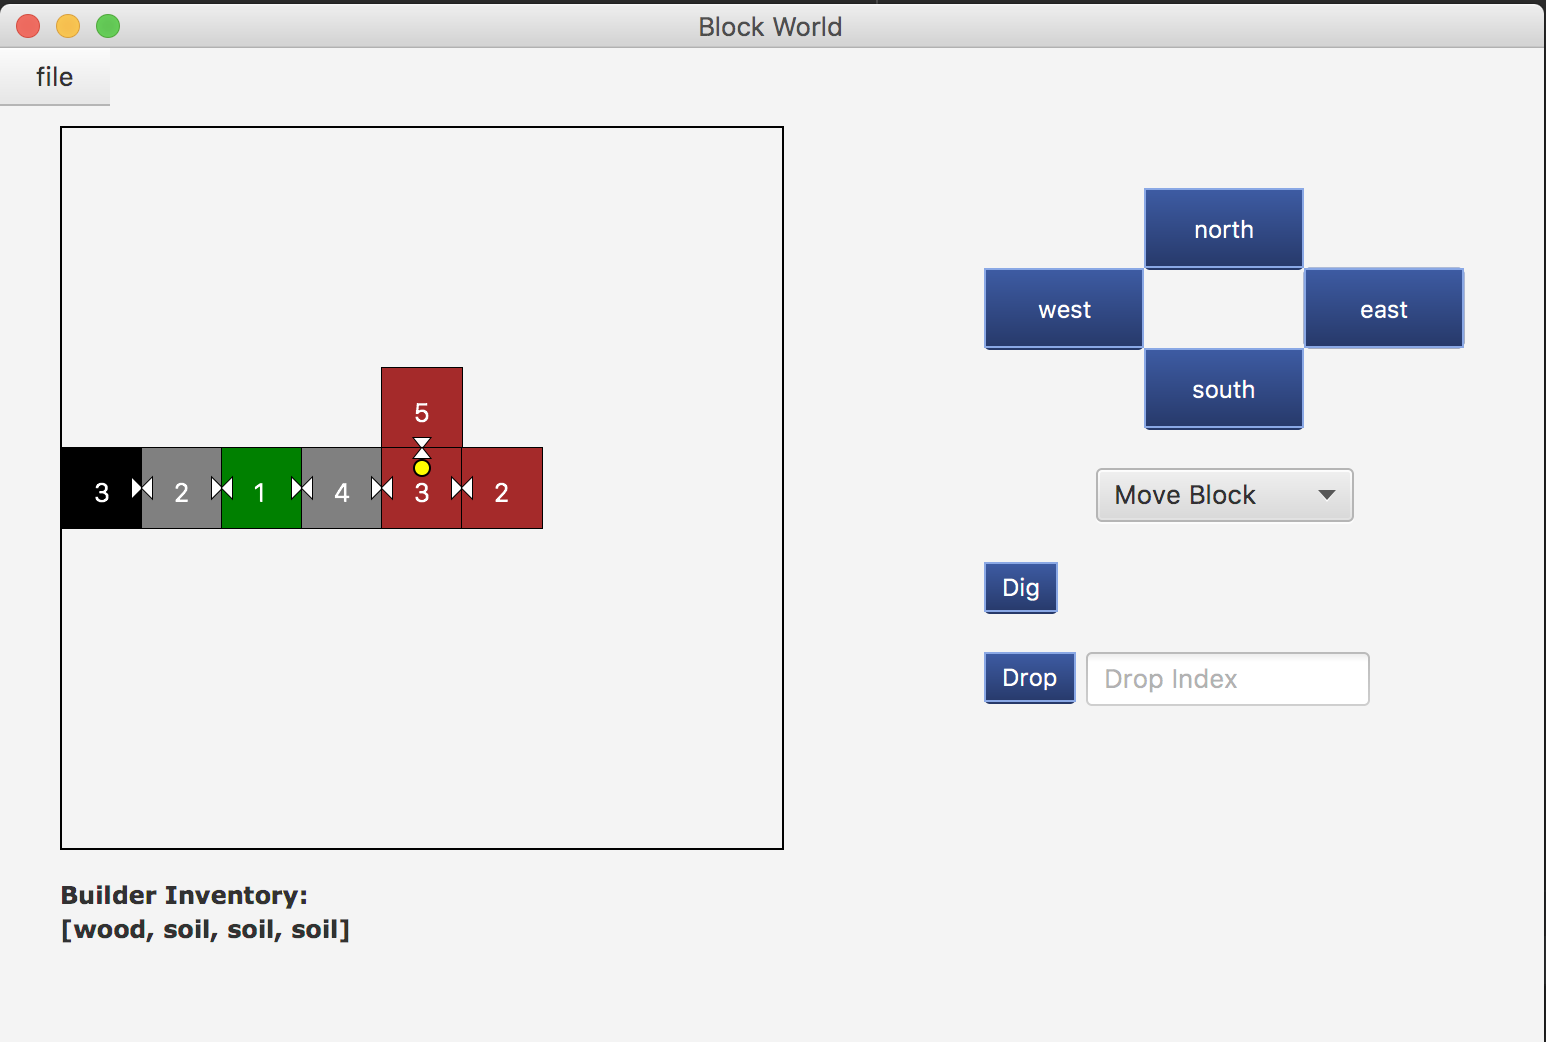 Block World
file
north
west
east
south
5
3 2 1 4 3 2
Move Block
Dig
Drop
Drop Index
Builder Inventory:
[wood, soil, soil, soil]